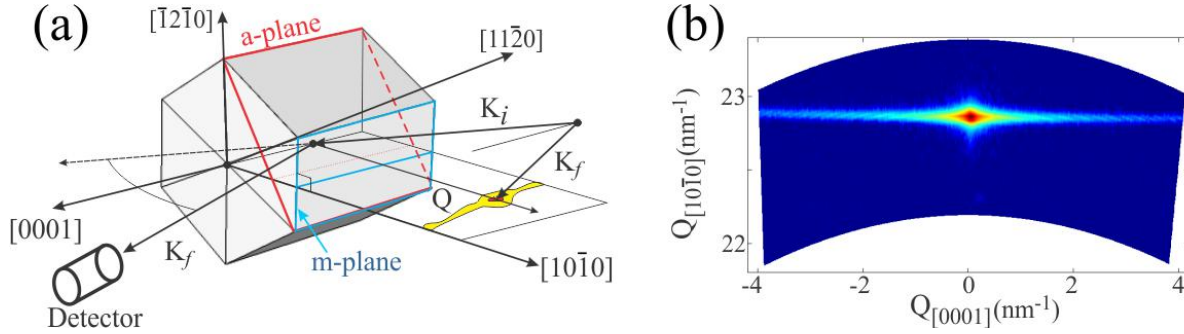 (a)
[1̄21̄0]
a-plane
[112̄0]
K_i
K_f
Q
[0001]
K_f
m-plane
[101̄0]
Detector
(b)
Q_[101̄0](nm⁻¹)
23
22
-4
-2
0
2
4
Q_[0001](nm⁻¹)